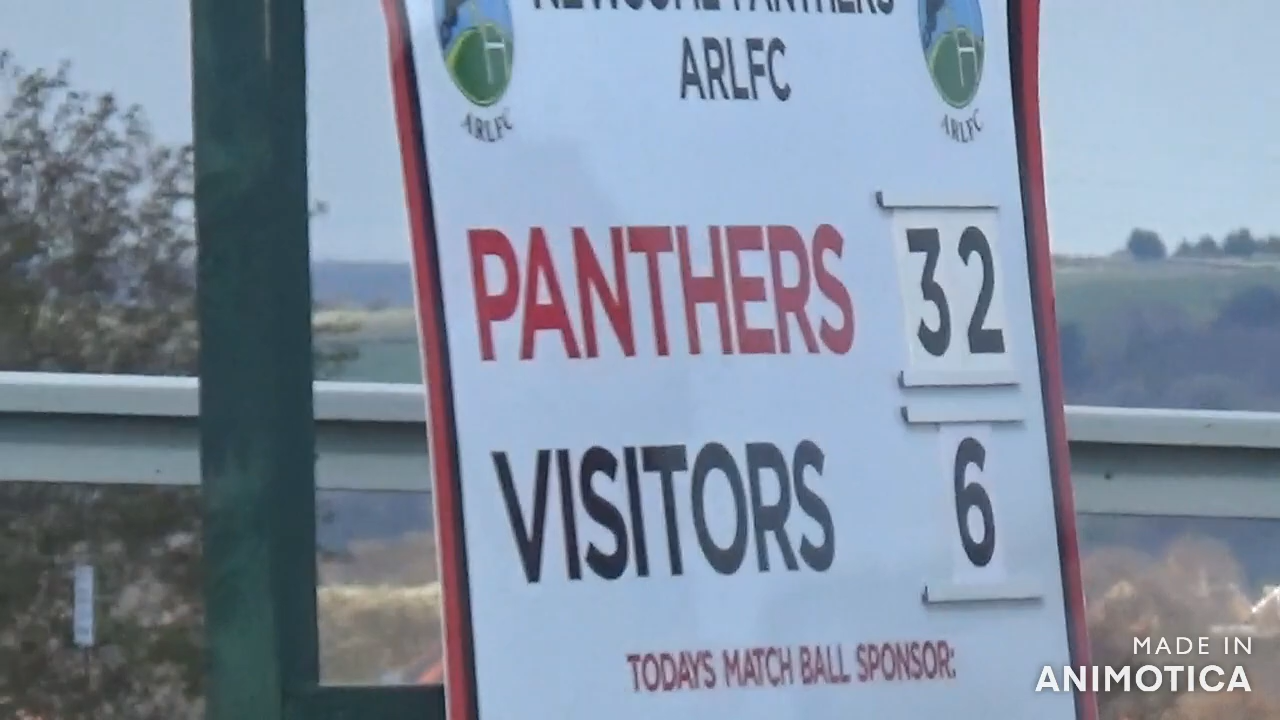 PANTHERS
ARLFC
ARLFC ARLFC
PANTHERS 32
VISITORS 6
TODAYS MATCH BALL SPONSOR:
MADE IN
ANIMOTICA